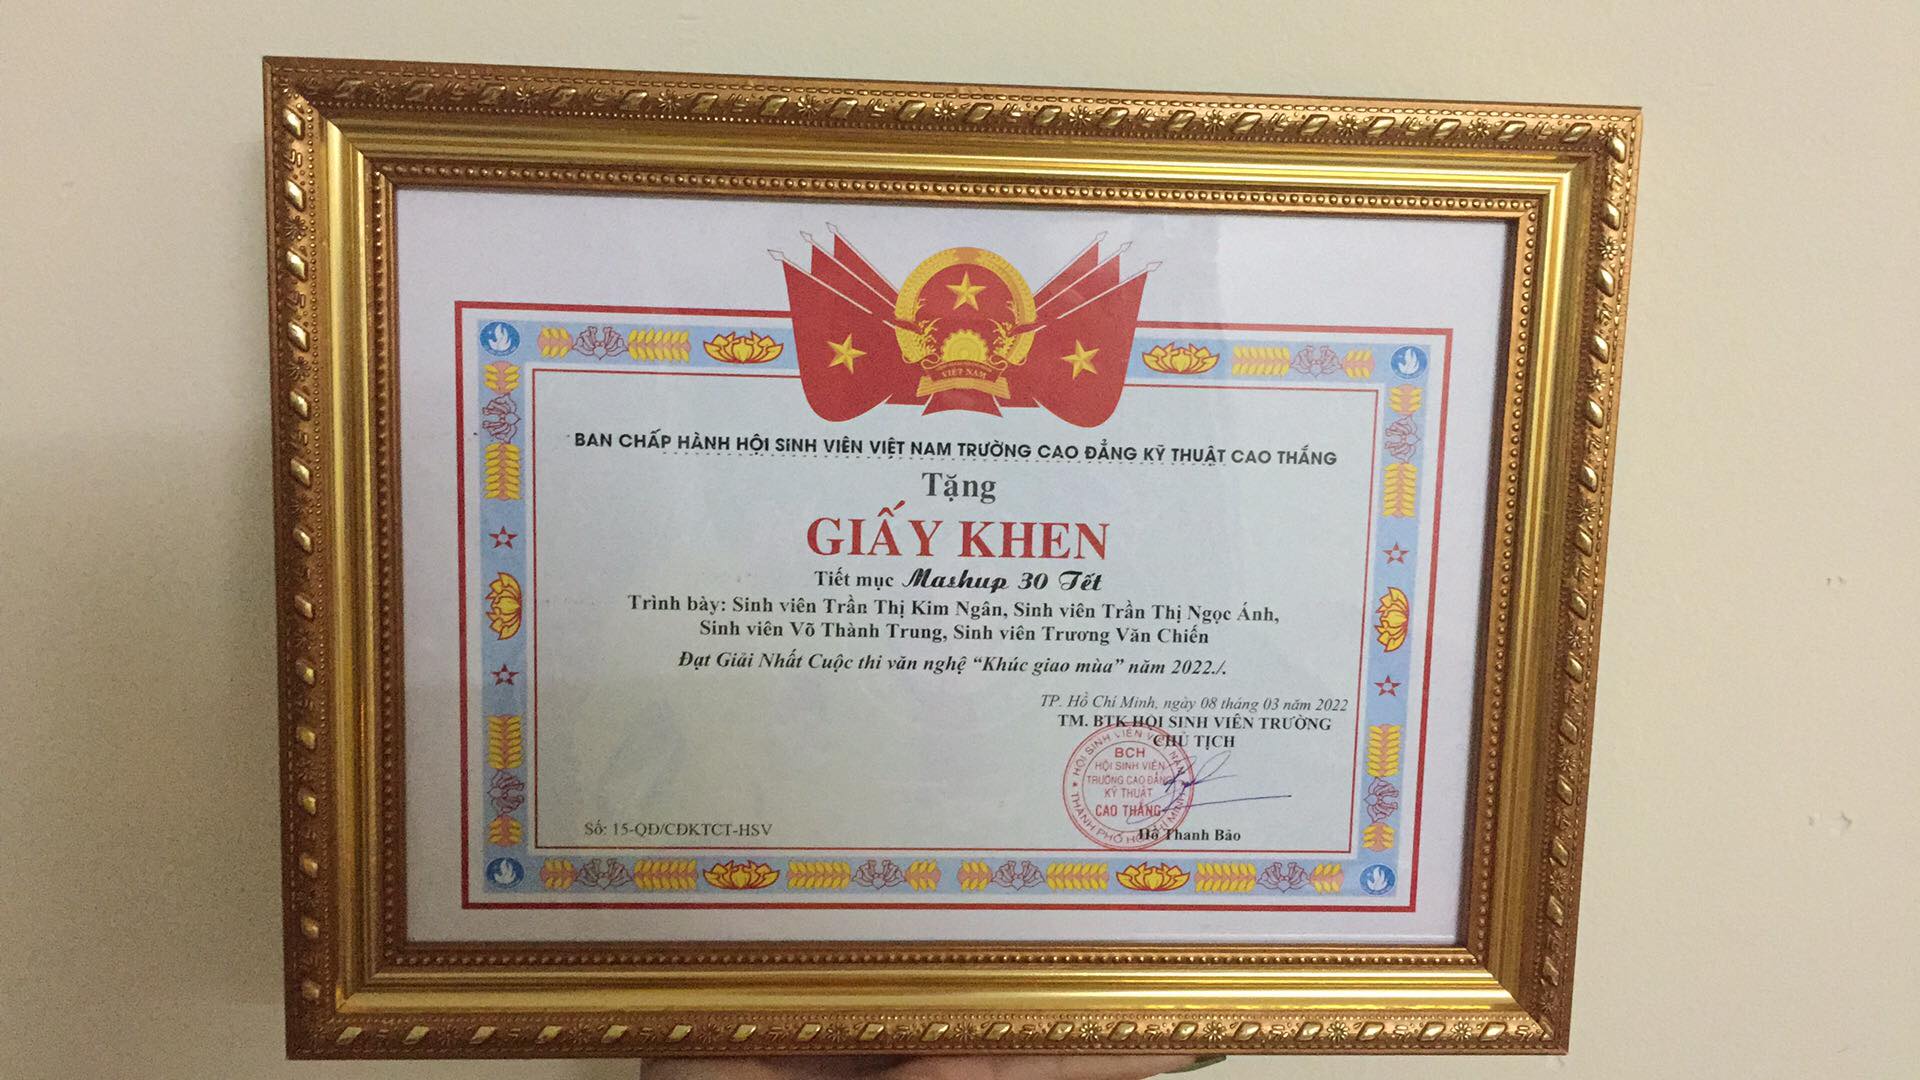 VIỆT NAM
BAN CHẤP HÀNH HỘI SINH VIÊN VIỆT NAM TRƯỜNG CAO ĐẲNG KỸ THUẬT CAO THẮNG
Tặng
GIẤY KHEN
Tiết mục Mashup 30 Tết
Trình bày: Sinh viên Trần Thị Kim Ngân, Sinh viên Trần Thị Ngọc Ánh,
Sinh viên Võ Thành Trung, Sinh viên Trương Văn Chiến
Đạt Giải Nhất Cuộc thi văn nghệ “Khúc giao mùa” năm 2022./.
TP. Hồ Chí Minh, ngày 08 tháng 03 năm 2022
TM. BTK HỘI SINH VIÊN TRƯỜNG
CHỦ TỊCH
HỘI SINH VIÊN VIỆT NAM
THÀNH PHỐ HỒ CHÍ MINH
BCH
HỘI SINH VIÊN
TRƯỜNG CAO ĐẲNG
KỸ THUẬT
CAO THẮNG
Số: 15-QĐ/CĐKTCT-HSV
Đỗ Thanh Bảo